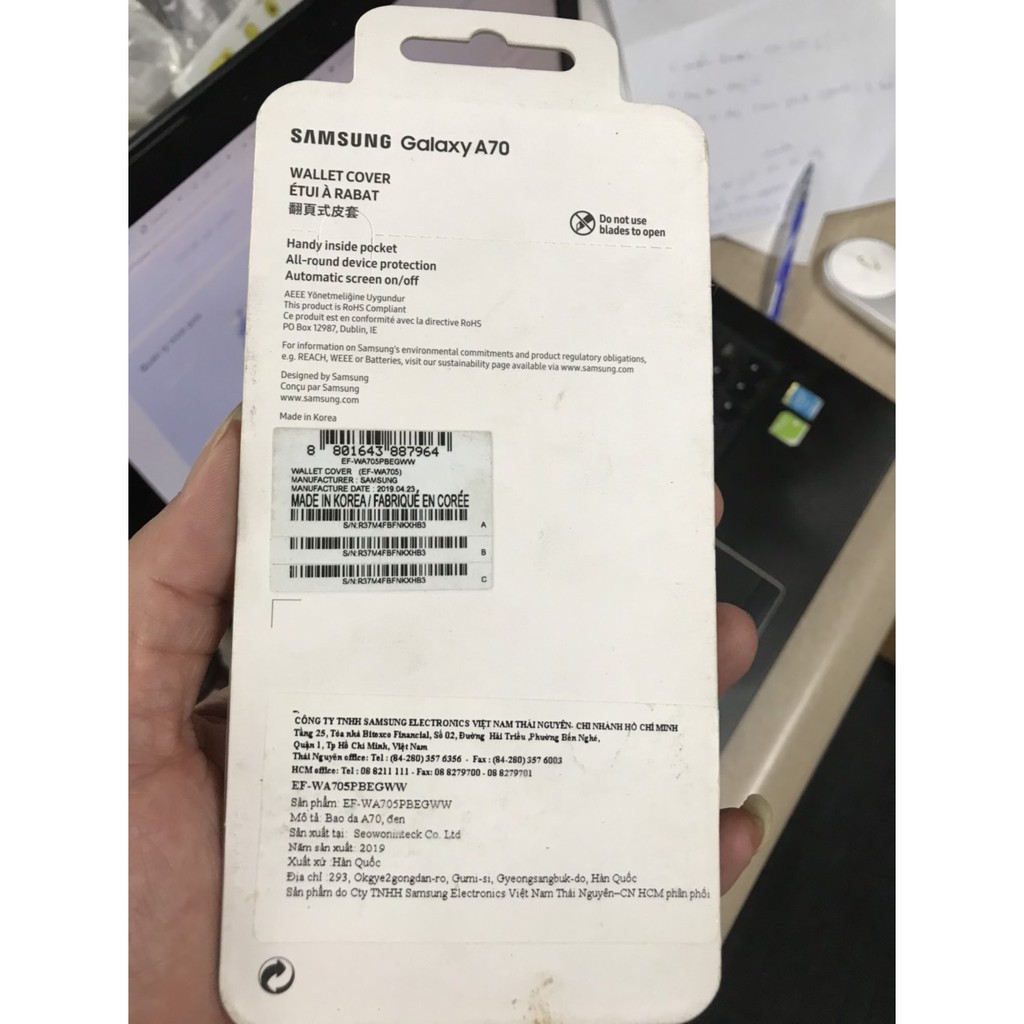 SAMSUNG Galaxy A70
WALLET COVER
ÉTUI À RABAT
翻頁式皮套
Do not use
blades to open
Handy inside pocket
All-round device protection
Automatic screen on/off
AEEE Yönetmeliğine Uygundur
This product is RoHS Compliant
Ce produit est en conformité avec la directive RoHS
PO Box 12987, Dublin, IE
For information on Samsung's environmental commitments and product regulatory obligations,
e.g. REACH, WEEE or Batteries, visit our sustainability page available via www.samsung.com
Designed by Samsung
Conçu par Samsung
www.samsung.com
Made in Korea
8 801643 887964
EF-WA705PBEGWW
WALLET COVER (EF-WA705)
MANUFACTURER : SAMSUNG
MANUFACTURE DATE : 2019.04.23
MADE IN KOREA / FABRIQUÉ EN CORÉE
S/N:R37M4FBFNKXHB3 A
S/N:R37M4FBFNKXHB3 B
S/N:R37M4FBFNKXHB3 C
CÔNG TY TNHH SAMSUNG ELECTRONICS VIỆT NAM THÁI NGUYÊN- CHI NHÁNH HỒ CHÍ MINH
Tầng 25, Tòa nhà Bitexco Financial, Số 02, Đường Hải Triều ,Phường Bến Nghé,
Quận 1, Tp Hồ Chí Minh, Việt Nam
Thái Nguyên office: Tel : (84-280) 357 6356 - Fax : (84-280) 357 6003
HCM office: Tel : 08 8211 111 - Fax: 08 8279700 - 08 8279701
EF-WA705PBEGWW
Sản phẩm: EF-WA705PBEGWW
Mô tả: Bao da A70, đen
Sản xuất tại: Seowoninteck Co. Ltd
Năm sản xuất: 2019
Xuất xứ :Hàn Quốc
Địa chỉ :293, Okgye2gongdan-ro, Gumi-si, Gyeongsangbuk-do, Hàn Quốc
Sản phẩm do Cty TNHH Samsung Electronics Việt Nam Thái Nguyên–CN HCM phân phối